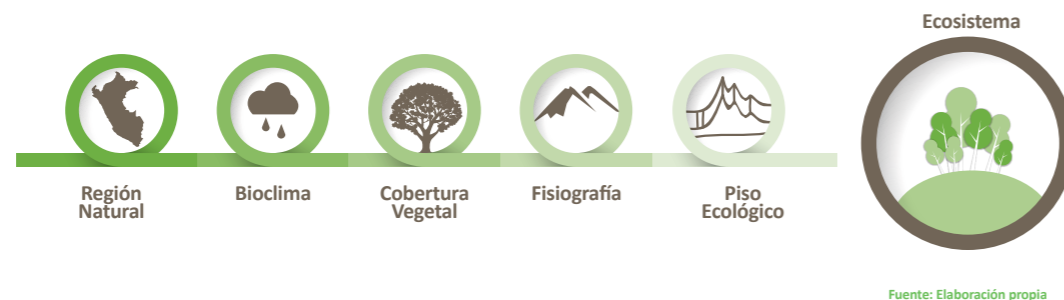 Ecosistema
Región
Natural
Bioclima
Cobertura
Vegetal
Fisiografía
Piso
Ecológico
Fuente: Elaboración propia